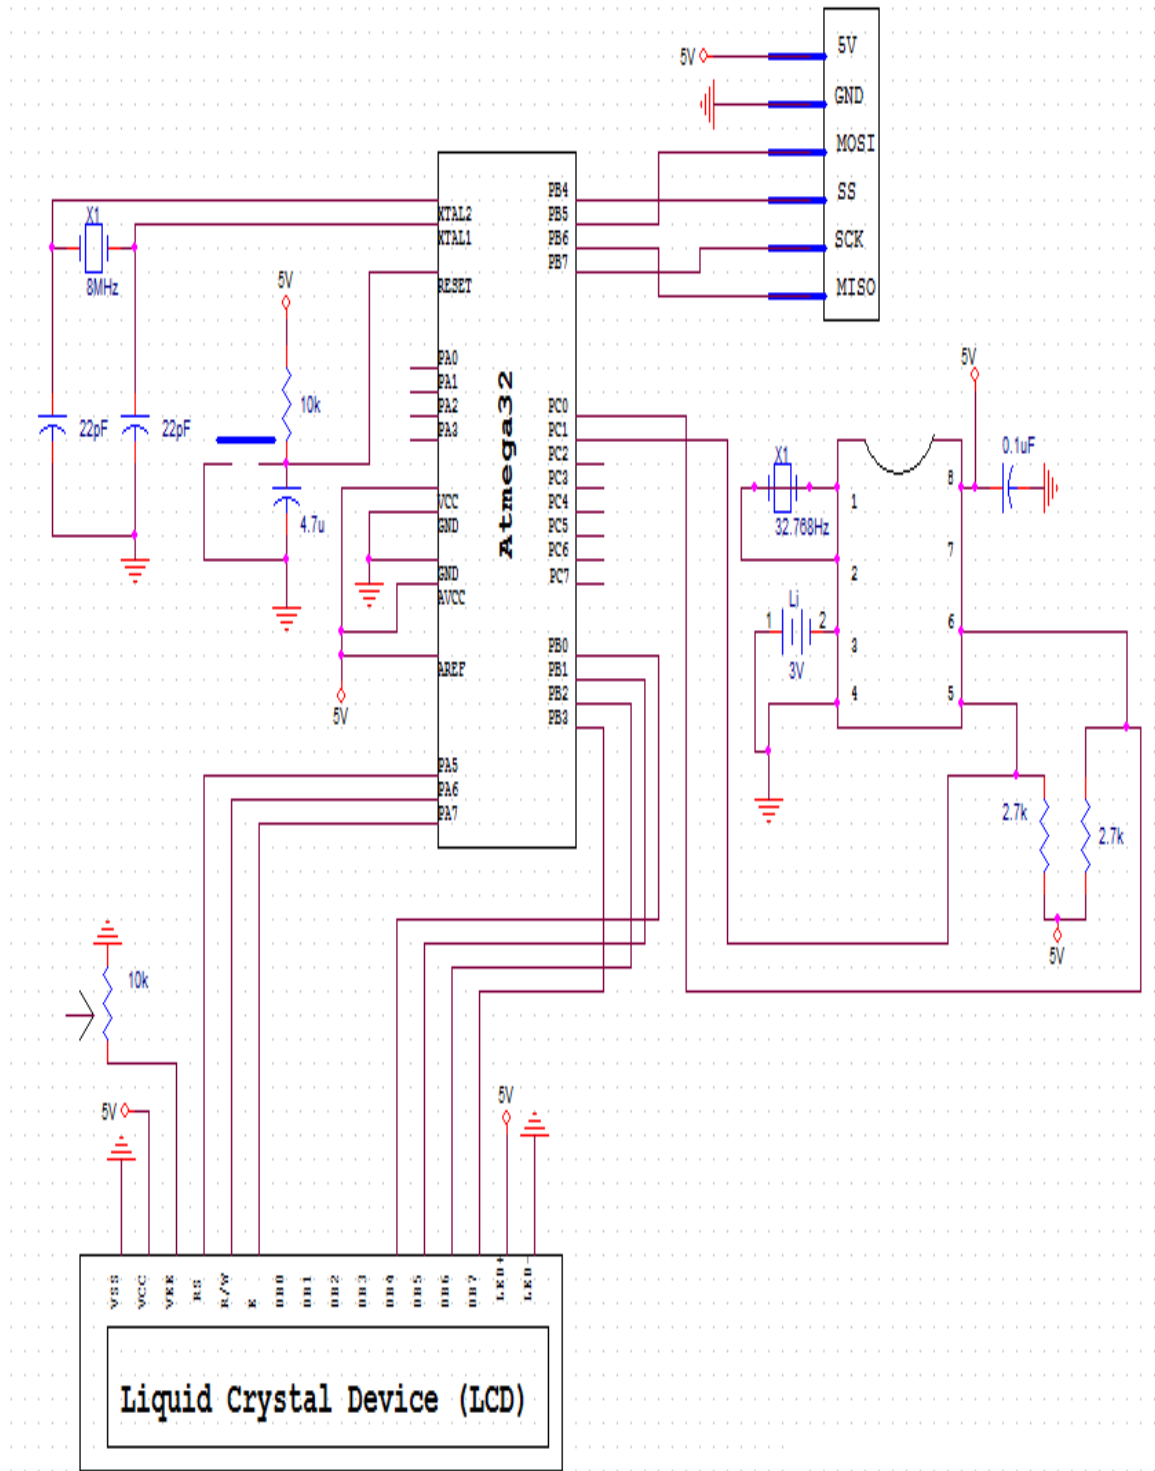 5V
5V
GND
MOSI
SS
SCK
MISO
PB4
PB5
PB6
PB7
XTAL2
XTAL1
RESET
X1
8MHz
22pF
22pF
5V
10k
4.7u
PA0
PA1
PA2
PA3
VCC
GND
GND
AVCC
AREF
5V
PA5
PA6
PA7
Atmega32
PC0
PC1
PC2
PC3
PC4
PC5
PC6
PC7
PB0
PB1
PB2
PB3
X1
32.768Hz
Li
1
2
3V
1
2
3
4
8
7
6
5
5V
0.1uF
2.7k
2.7k
5V
10k
5V
5V
VSS
VCC
VEE
RS
R/W
E
DB0
DB1
DB2
DB3
DB4
DB5
DB6
DB7
LED+
LED-
Liquid Crystal Device (LCD)